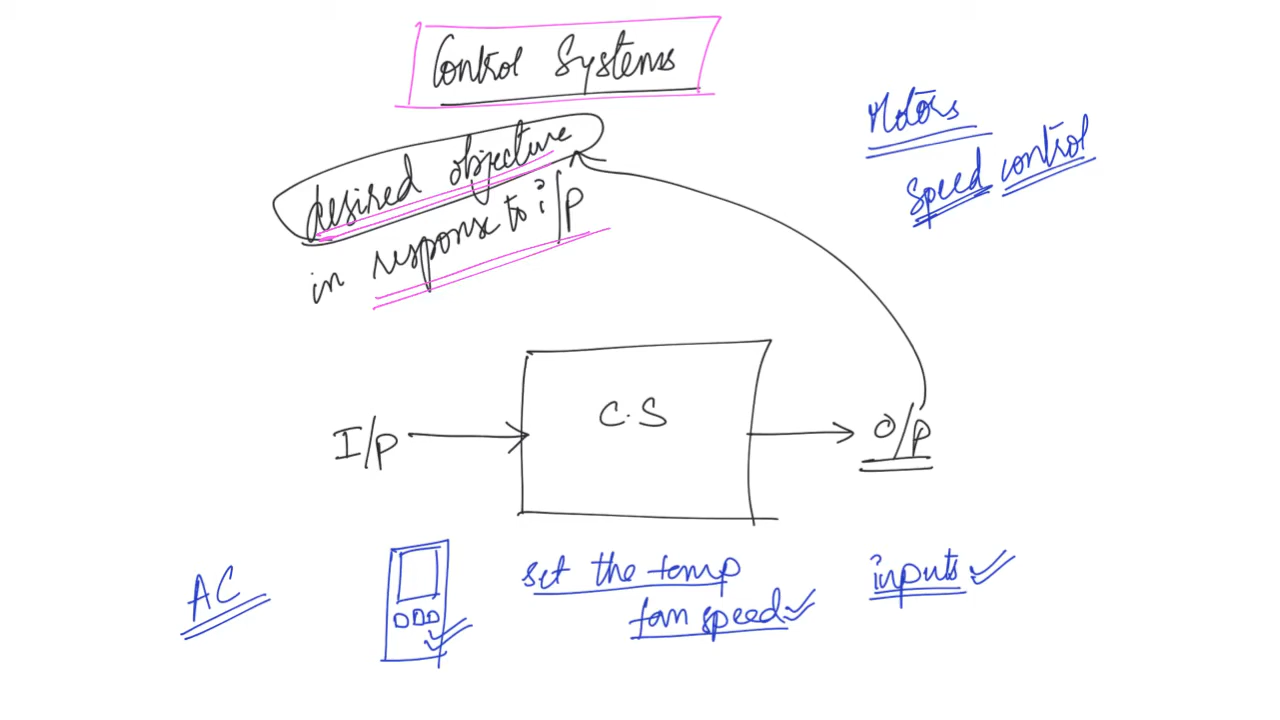 Control Systems
desired objective
in response to i/p
Motors
Speed control
I/p
C.S
O/p
AC
set the temp
fan speed
inputs